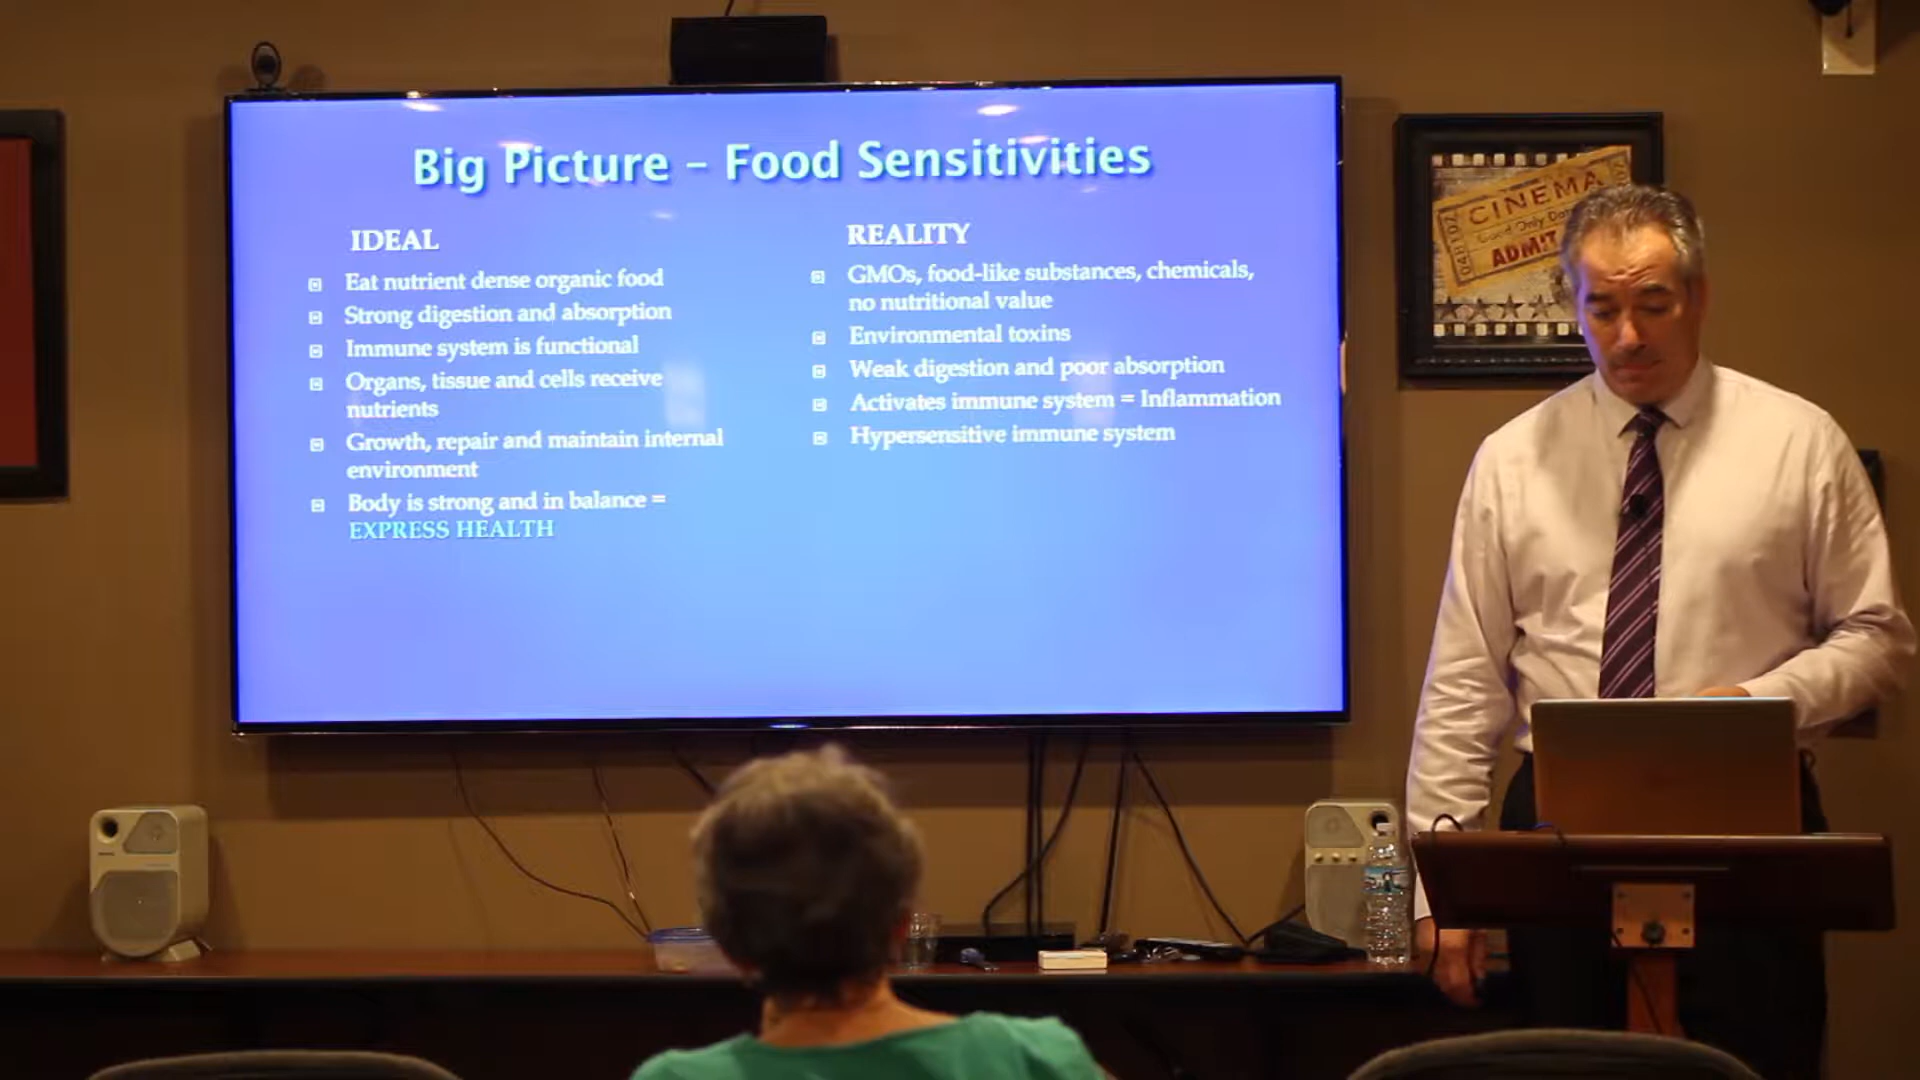 Big Picture – Food Sensitivities
IDEAL
Eat nutrient dense organic food
Strong digestion and absorption
Immune system is functional
Organs, tissue and cells receive
nutrients
Growth, repair and maintain internal
environment
Body is strong and in balance =
EXPRESS HEALTH
REALITY
GMOs, food-like substances, chemicals,
no nutritional value
Environmental toxins
Weak digestion and poor absorption
Activates immune system = Inflammation
Hypersensitive immune system
CINEMA
Good Only
ADMIT